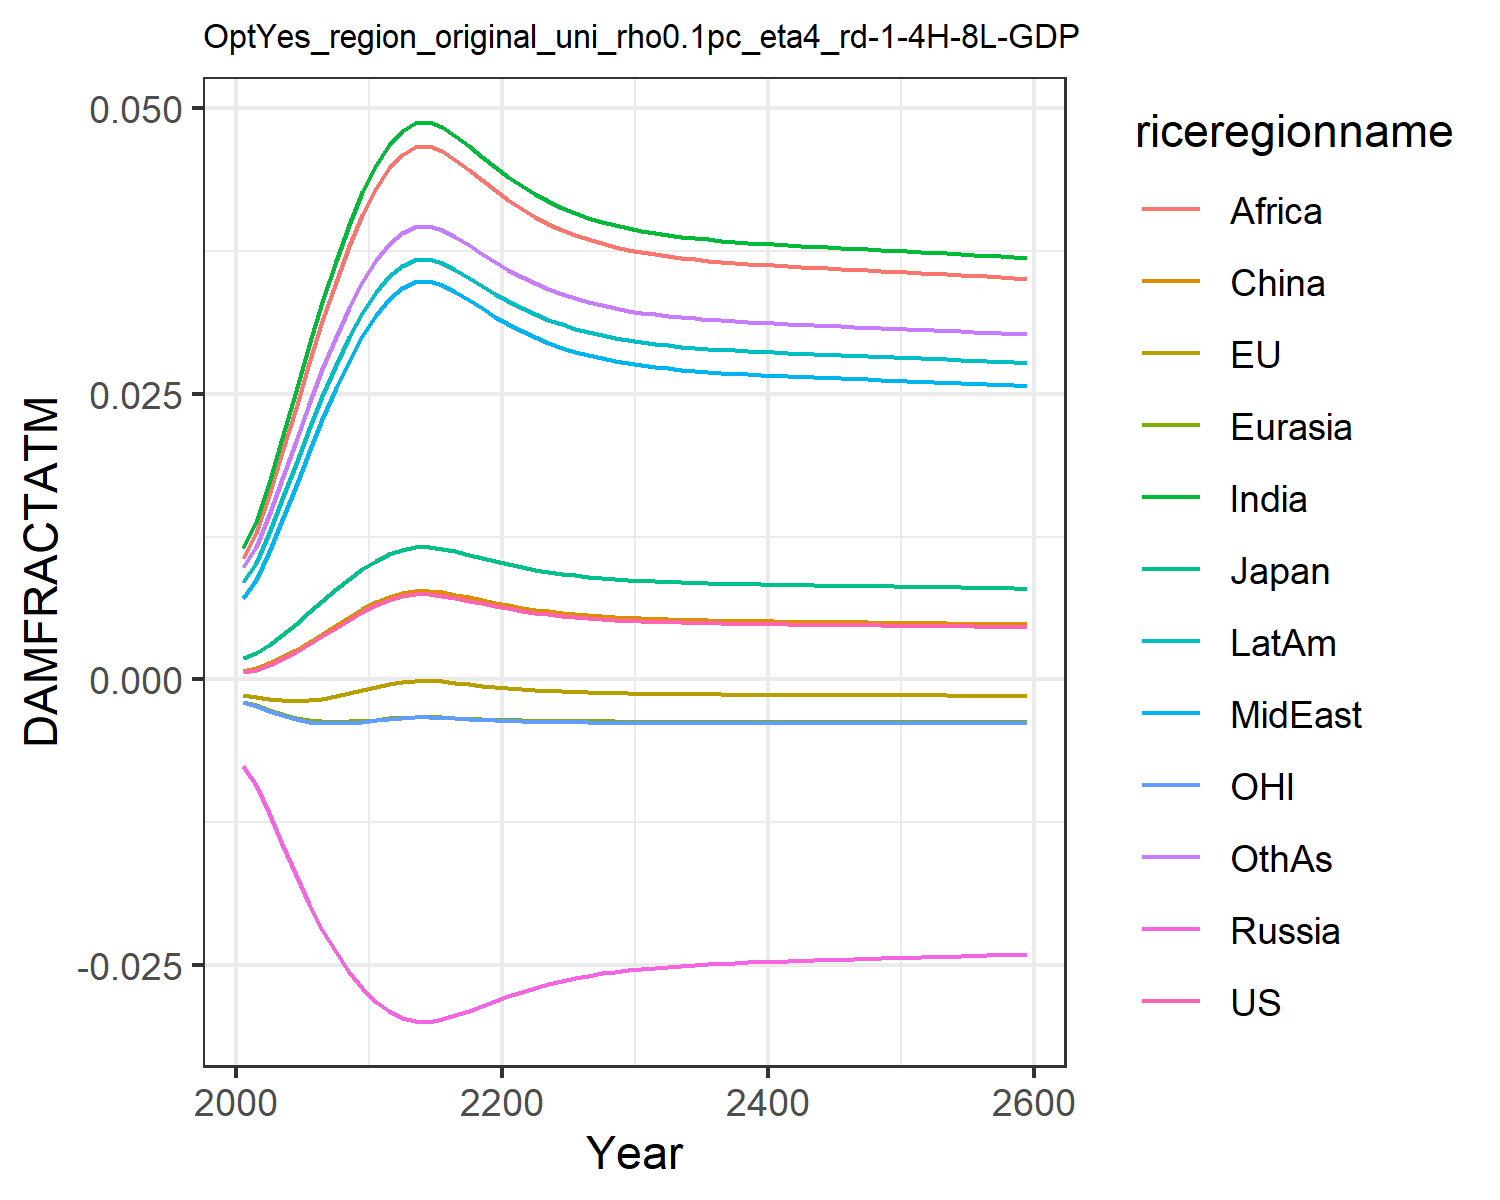 OptYes_region_original_uni_rho0.1pc_eta4_rd-1-4H-8L-GDP
0.050
0.025
0.000
-0.025
DAMFRACTATM
2000
2200
2400
2600
Year
riceregionname
Africa
China
EU
Eurasia
India
Japan
LatAm
MidEast
OHI
OthAs
Russia
US